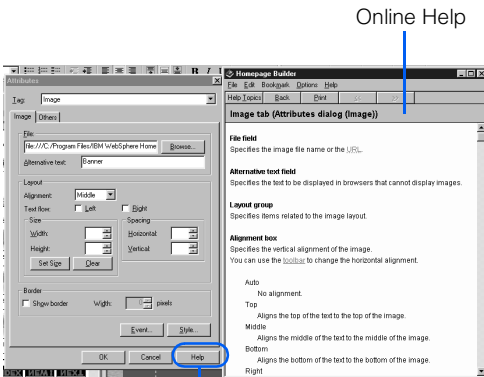 Online Help
B I
Attributes
Tag: Image
Image Others
File:
file:///C:/Program Files/IBM WebSphere Home Browse...
Alternative text: Banner
Layout
Alignment: Middle
Text flow: Left Right
Size Spacing
Width: Horizontal:
Height: Vertical:
Set Size Clear
Border
Show border Width: 0 pixels
Event... Style...
OK Cancel Help
NEXT
Homepage Builder
File Edit Bookmark Options Help
Help Topics Back Print << >>
Image tab (Attributes dialog (Image))
File field
Specifies the image file name or the URL.
Alternative text field
Specifies the text to be displayed in browsers that cannot display images.
Layout group
Specifies items related to the image layout.
Alignment box
Specifies the vertical alignment of the image.
You can use the toolbar to change the horizontal alignment.
Auto
No alignment.
Top
Aligns the top of the text to the top of the image.
Middle
Aligns the middle of the text to the middle of the image.
Bottom
Aligns the bottom of the text to the bottom of the image.
Right